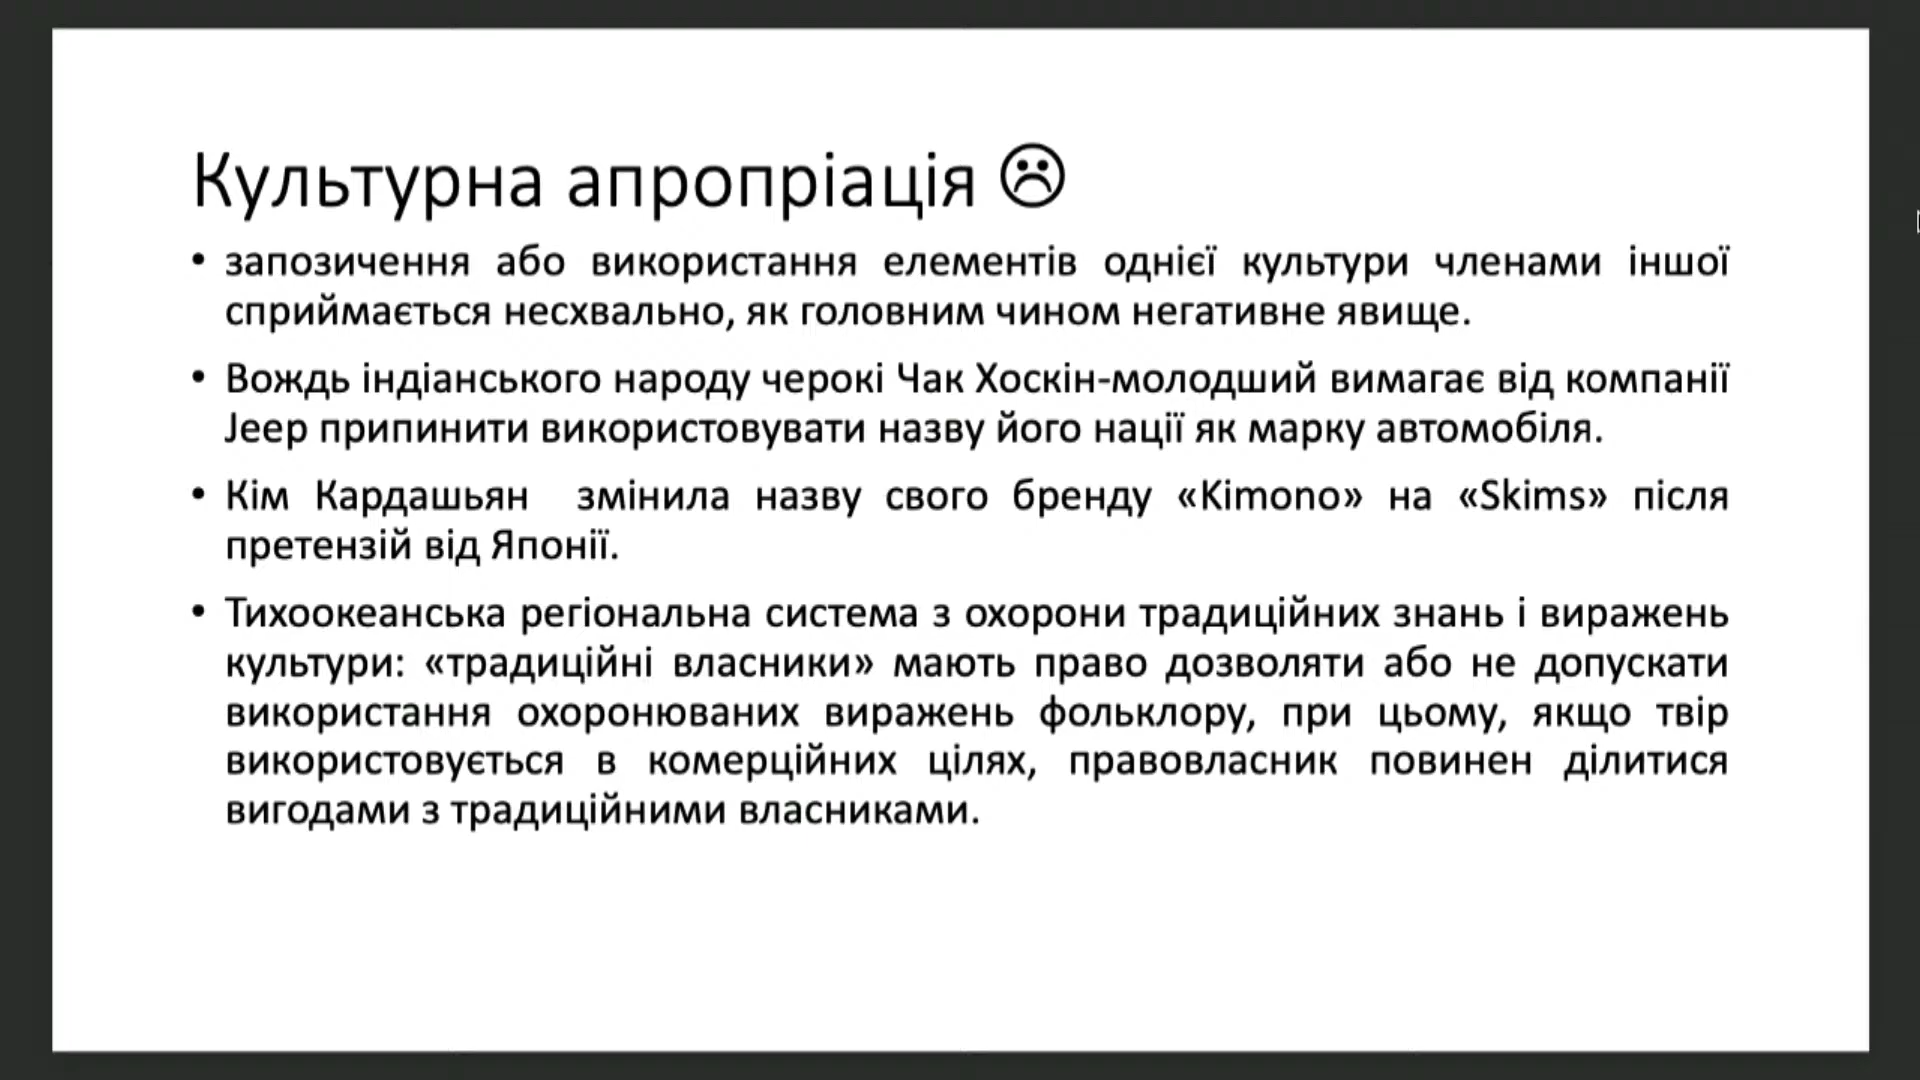 Культурна апропріація ☹
• запозичення або використання елементів однієї культури членами іншої
сприймається несхвально, як головним чином негативне явище.
• Вождь індіанського народу черокі Чак Хоскін-молодший вимагає від компанії
Jeep припинити використовувати назву його нації як марку автомобіля.
• Кім Кардашьян  змінила назву свого бренду «Kimono» на «Skims» після
претензій від Японії.
• Тихоокеанська регіональна система з охорони традиційних знань і виражень
культури: «традиційні власники» мають право дозволяти або не допускати
використання охоронюваних виражень фольклору, при цьому, якщо твір
використовується в комерційних цілях, правовласник повинен ділитися
вигодами з традиційними власниками.